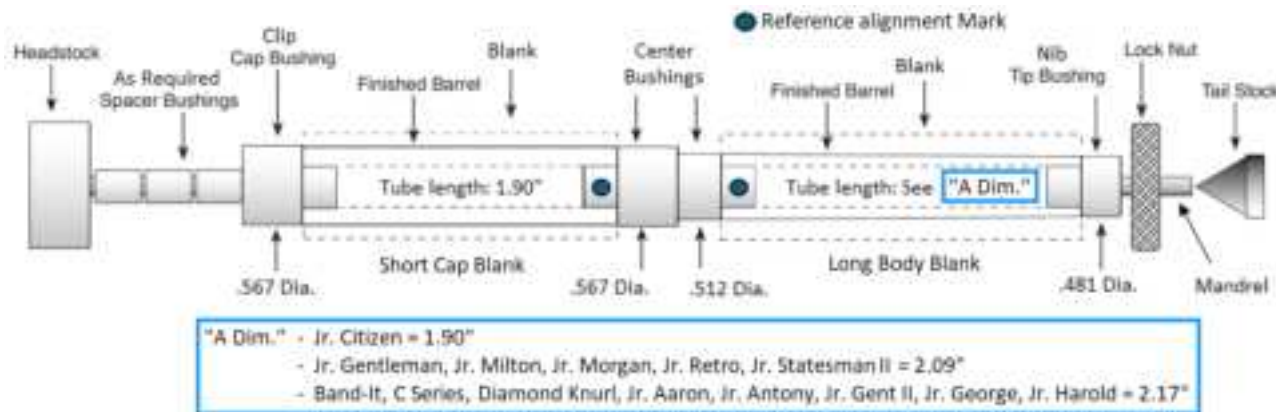 Reference alignment Mark
Headstock
Clip
Cap Bushing
Blank
Center
Bushings
Nib
Tip Bushing
Lock Nut
As Required
Spacer Bushings
Finished Barrel
Blank
Finished Barrel
Tail Stock
Tube length: 1.90"
Tube length: See "A Dim."
Short Cap Blank
Long Body Blank
.567 Dia.
.567 Dia.
.512 Dia.
.481 Dia.
Mandrel
"A Dim." - Jr. Citizen = 1.90"
- Jr. Gentleman, Jr. Milton, Jr. Morgan, Jr. Retro, Jr. Statesman II = 2.09"
- Band-It, C Series, Diamond Knurl, Jr. Aaron, Jr. Antony, Jr. Gent II, Jr. George, Jr. Harold = 2.17"